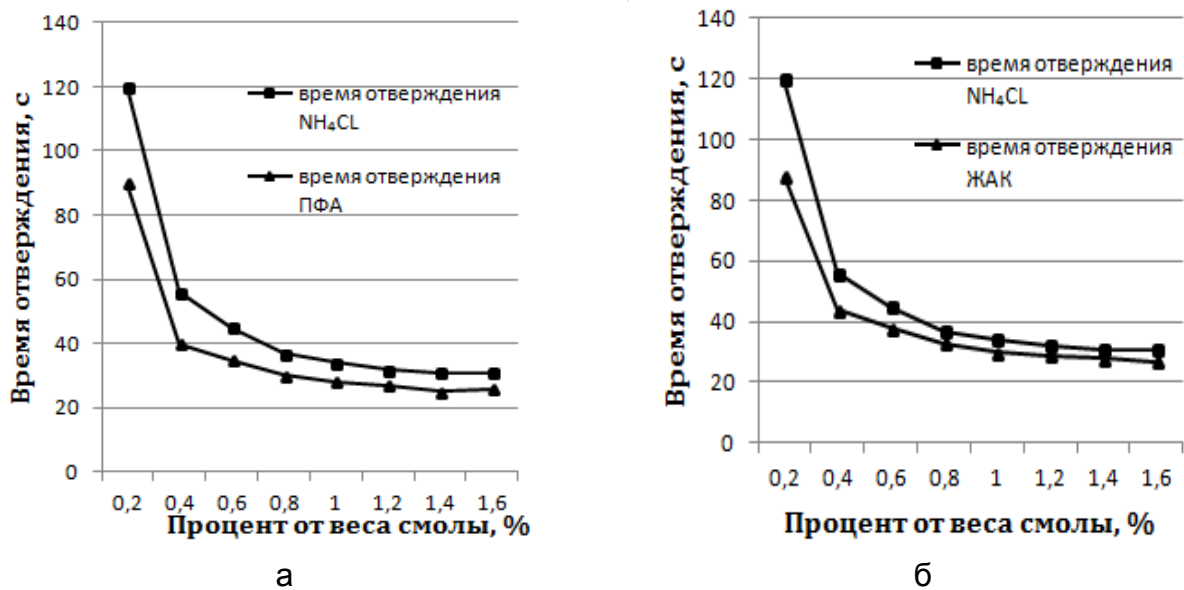 140
120
100
80
60
40
20
0
Время отверждения, с
время отверждения
NH₄CL
время отверждения
ПФА
0,2 0,4 0,6 0,8 1 1,2 1,4 1,6
Процент от веса смолы, %
а
140
120
100
80
60
40
20
0
Время отверждения, с
время отверждения
NH₄CL
время отверждения
ЖАК
0,2 0,4 0,6 0,8 1 1,2 1,4 1,6
Процент от веса смолы, %
б